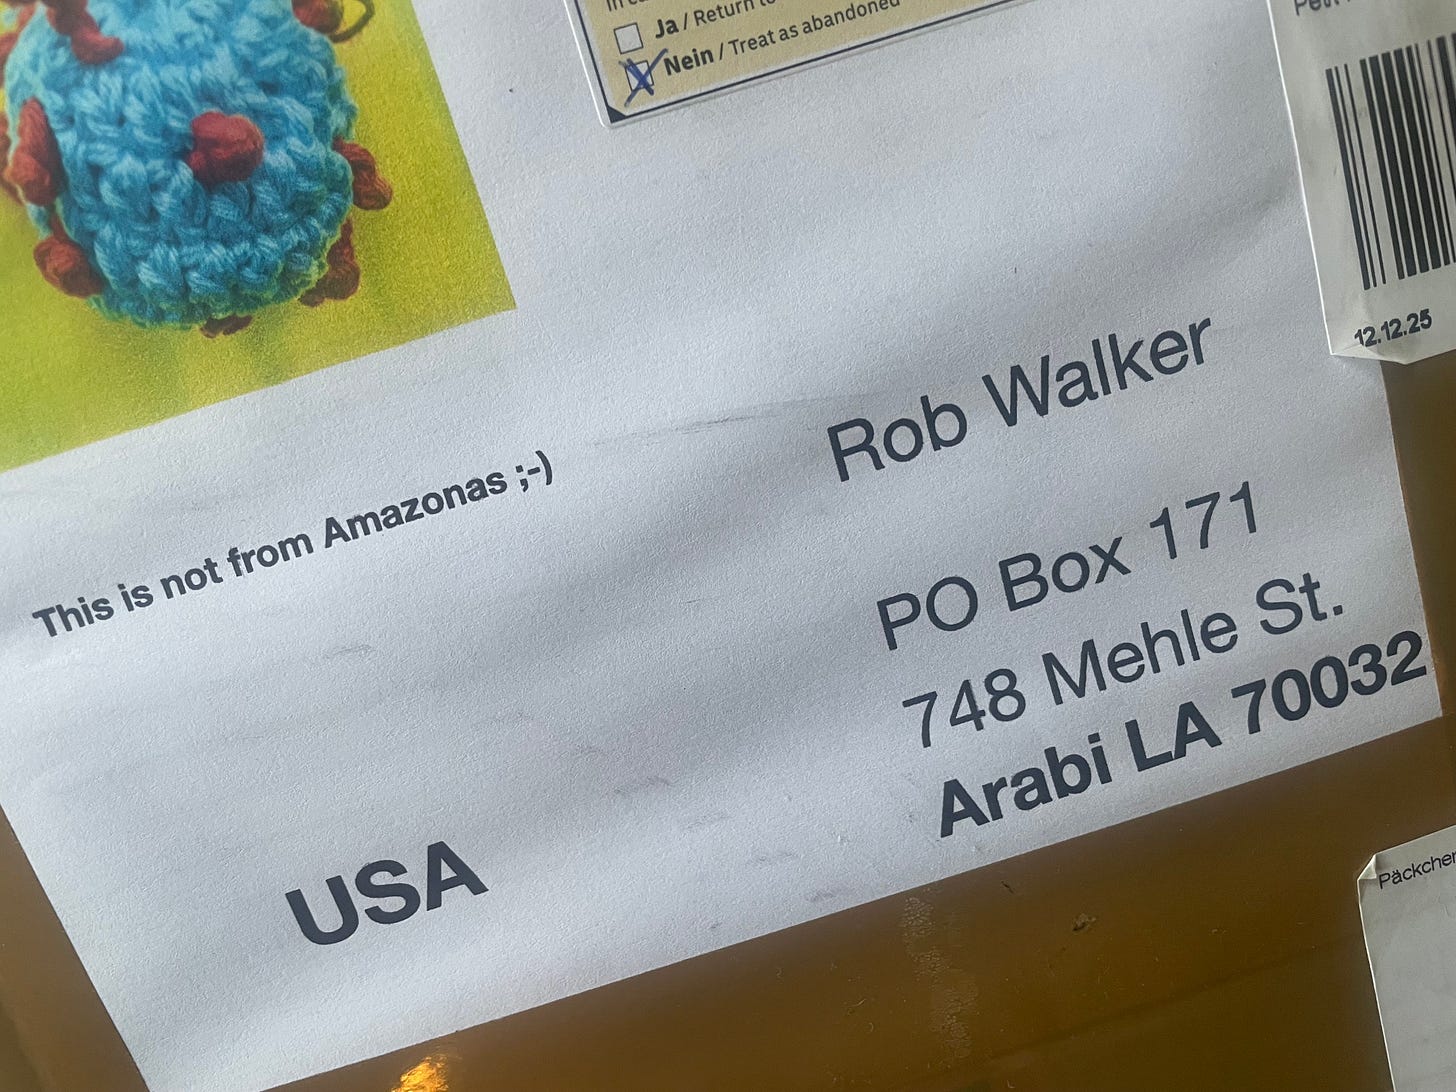 Ja / Return to
Nein / Treat as abandoned
12.12.25
This is not from Amazonas ;-)
Rob Walker
PO Box 171
748 Mehle St.
Arabi LA 70032
USA
Päckchen